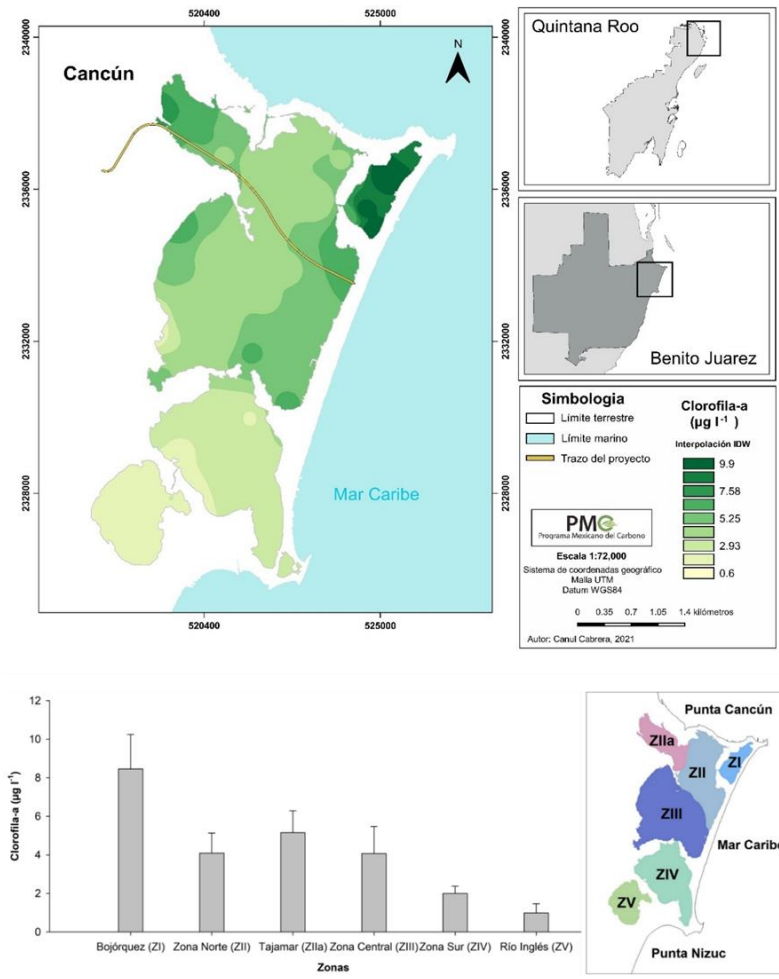 520400
525000
2340000
2340000
Cancún
N
2336000
2336000
2332000
2332000
2328000
2328000
Mar Caribe
520400
525000
Quintana Roo
Benito Juarez
Simbologia
Límite terrestre
Límite marino
Trazo del proyecto
PMC
Programa Mexicano del Carbono
Escala 1:72,000
Sistema de coordenadas geográfico
Malla UTM
Datum WGS84
Clorofila-a
(µg l⁻¹ )
Interpolación IDW
9.9
7.58
5.25
2.93
0.6
0 0.35 0.7 1.05 1.4 kilómetros
Autor: Canul Cabrera, 2021
Clorofila-a (µg l⁻¹)
12
10
8
6
4
2
0
Bojórquez (ZI) Zona Norte (ZII) Tajamar (ZIIa) Zona Central (ZIII) Zona Sur (ZIV) Río Inglés (ZV)
Zonas
Punta Cancún
ZIIa
ZII
ZI
ZIII
Mar Caribe
ZIV
ZV
Punta Nizuc